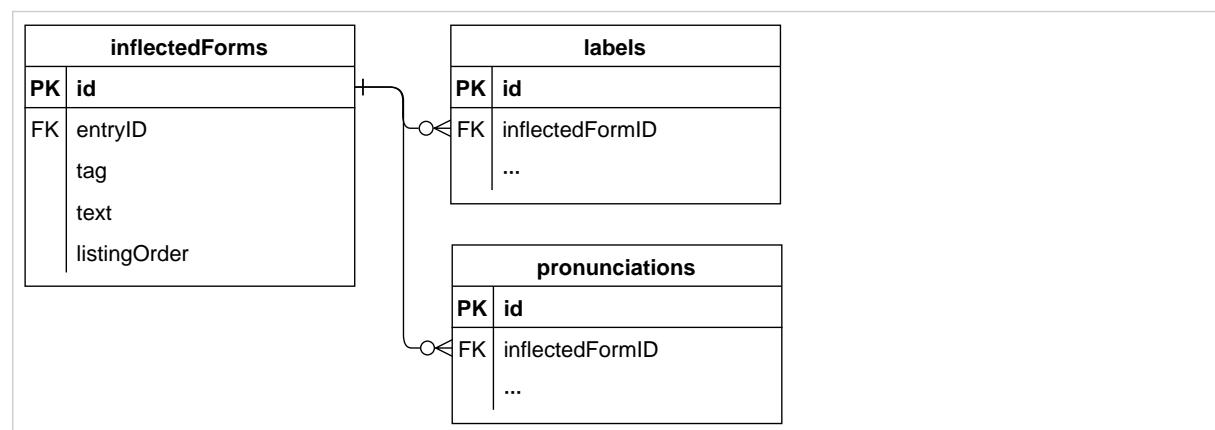 inflectedForms
PK id
FK entryID
tag
text
listingOrder
labels
PK id
FK inflectedFormID
...
pronunciations
PK id
FK inflectedFormID
...